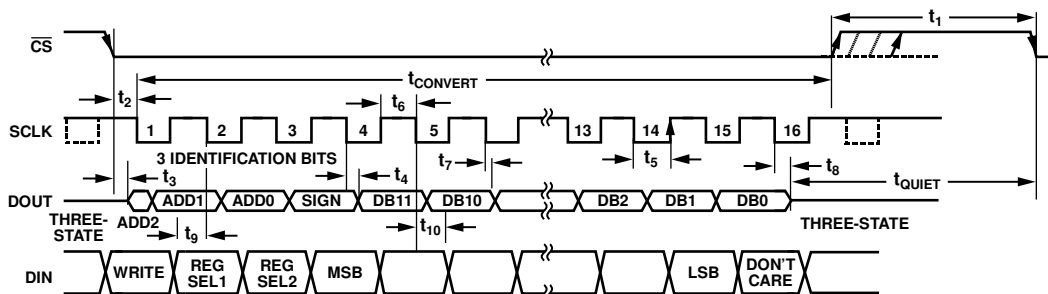 t1
CS
tCONVERT
t2
t6
SCLK
1 2 3 4 5 13 14 15 16
3 IDENTIFICATION BITS
t3 t4 t7 t5 t8
tQUIET
DOUT
ADD1 ADD0 SIGN DB11 DB10 DB2 DB1 DB0
THREE-STATE
ADD2
THREE-STATE
t9 t10
DIN
WRITE
REG SEL1
REG SEL2
MSB
LSB
DON'T CARE